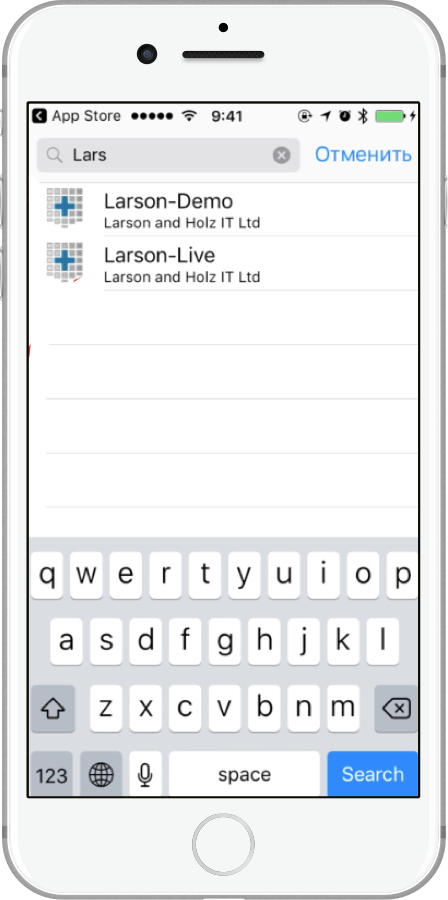 App Store 9:41
Lars Отменить
Larson-Demo
Larson and Holz IT Ltd
Larson-Live
Larson and Holz IT Ltd
q w e r t y u i o p
a s d f g h j k l
z x c v b n m
123 space Search